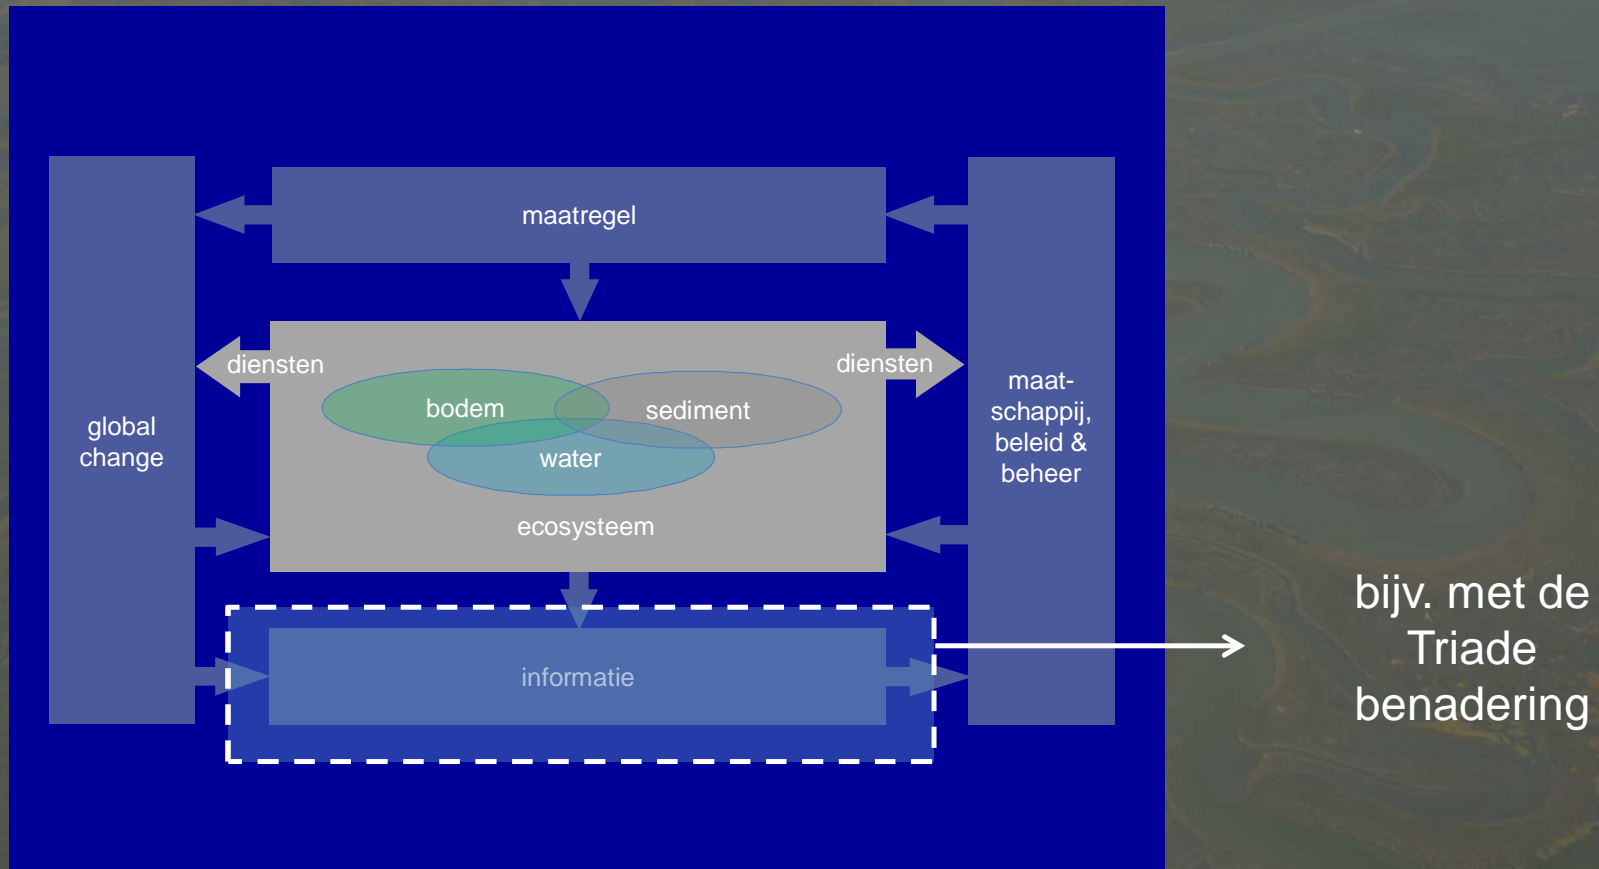 maatregel
diensten
diensten
bodem
sediment
water
ecosysteem
global
change
maat-
schappij,
beleid &
beheer
informatie
bijv. met de
Triade
benadering